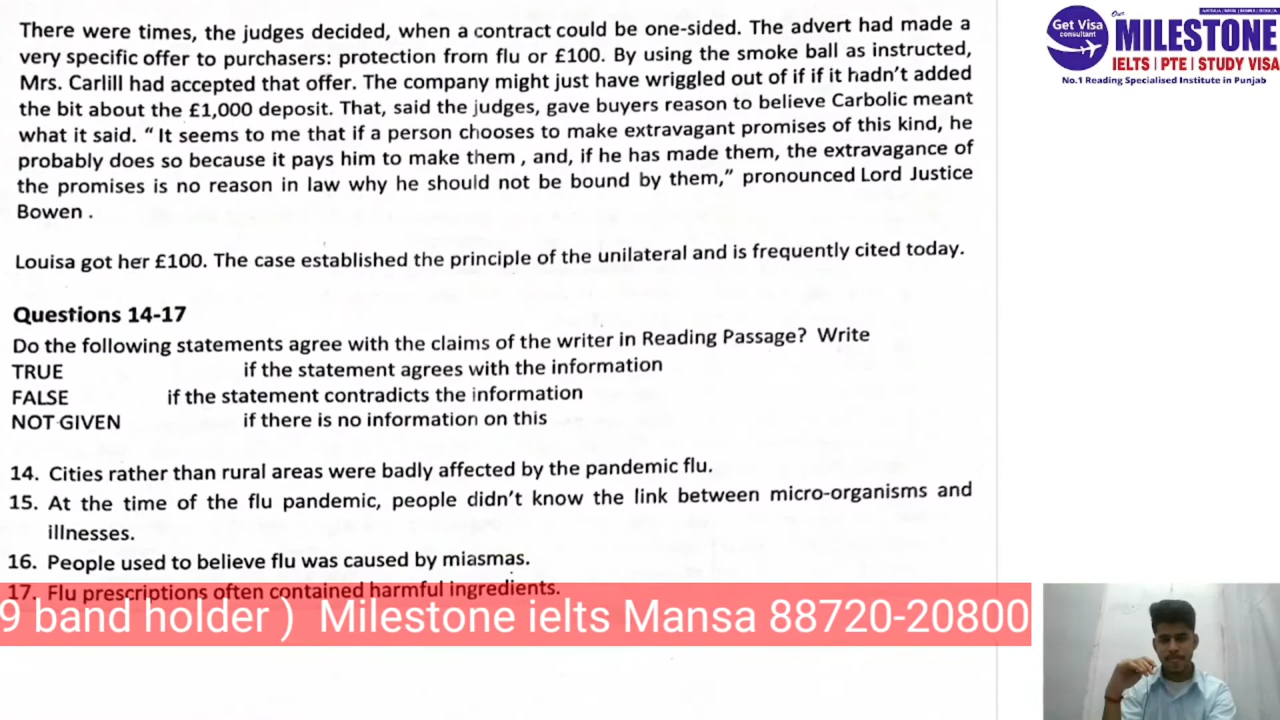 There were times, the judges decided, when a contract could be one-sided. The advert had made a
very specific offer to purchasers: protection from flu or £100. By using the smoke ball as instructed,
Mrs. Carlill had accepted that offer. The company might just have wriggled out of if if it hadn't added
the bit about the £1,000 deposit. That, said the judges, gave buyers reason to believe Carbolic meant
what it said. " It seems to me that if a person chooses to make extravagant promises of this kind, he
probably does so because it pays him to make them , and, if he has made them, the extravagance of
the promises is no reason in law why he should not be bound by them," pronounced Lord Justice
Bowen .
Louisa got her £100. The case established the principle of the unilateral and is frequently cited today.
Questions 14-17
Do the following statements agree with the claims of the writer in Reading Passage? Write
TRUE if the statement agrees with the information
FALSE if the statement contradicts the information
NOT GIVEN if there is no information on this
14. Cities rather than rural areas were badly affected by the pandemic flu.
15. At the time of the flu pandemic, people didn't know the link between micro-organisms and
illnesses.
16. People used to believe flu was caused by miasmas.
17. Flu prescriptions often contained harmful ingredients.
9 band holder ) Milestone ielts Mansa 88720-20800
Get Visa
consultant
Our
MILESTONE
IELTS | PTE | STUDY VISA
No.1 Reading Specialised Institute in Punjab